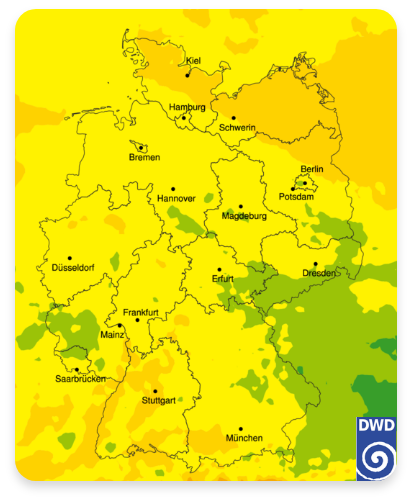 Kiel
Hamburg
Schwerin
Bremen
Berlin
Hannover
Potsdam
Magdeburg
Düsseldorf
Erfurt
Dresden
Frankfurt
Mainz
Saarbrücken
Stuttgart
München
DWD